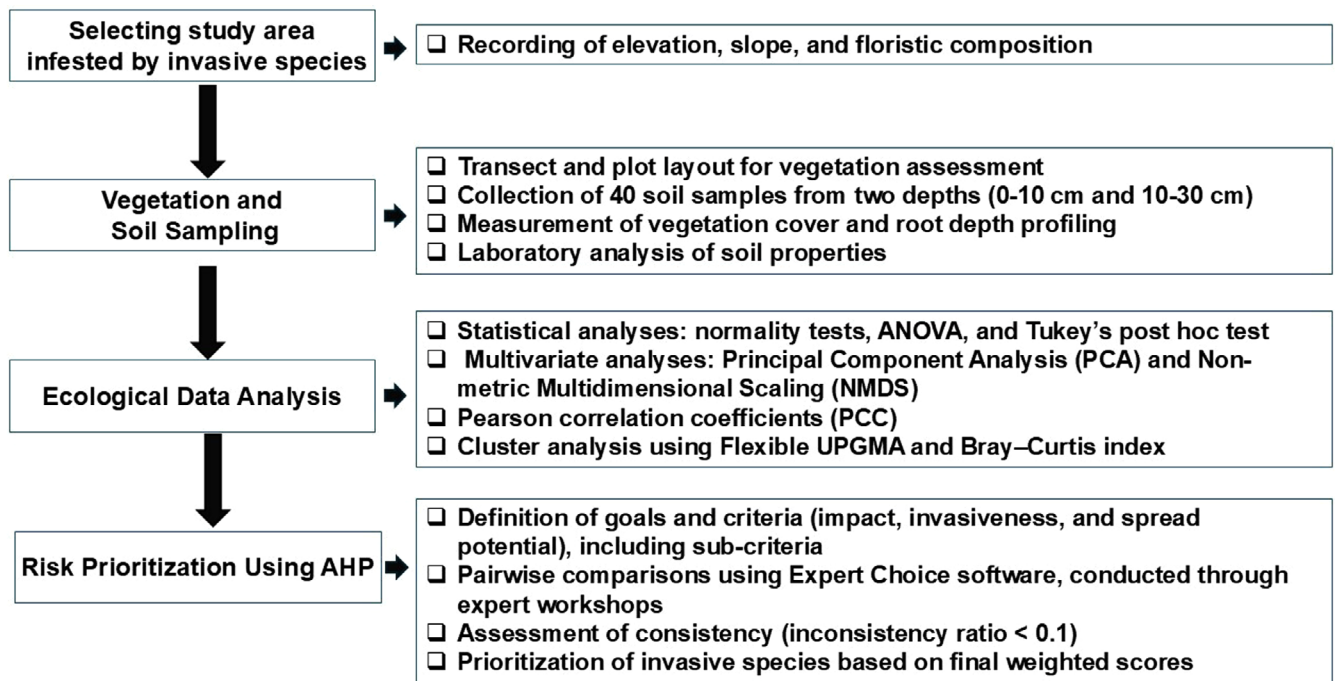 Selecting study area
infested by invasive species
❑ Recording of elevation, slope, and floristic composition
Vegetation and
Soil Sampling
❑ Transect and plot layout for vegetation assessment
❑ Collection of 40 soil samples from two depths (0-10 cm and 10-30 cm)
❑ Measurement of vegetation cover and root depth profiling
❑ Laboratory analysis of soil properties
Ecological Data Analysis
❑ Statistical analyses: normality tests, ANOVA, and Tukey's post hoc test
❑ Multivariate analyses: Principal Component Analysis (PCA) and Non-
metric Multidimensional Scaling (NMDS)
❑ Pearson correlation coefficients (PCC)
❑ Cluster analysis using Flexible UPGMA and Bray–Curtis index
Risk Prioritization Using AHP
❑ Definition of goals and criteria (impact, invasiveness, and spread
potential), including sub-criteria
❑ Pairwise comparisons using Expert Choice software, conducted through
expert workshops
❑ Assessment of consistency (inconsistency ratio < 0.1)
❑ Prioritization of invasive species based on final weighted scores